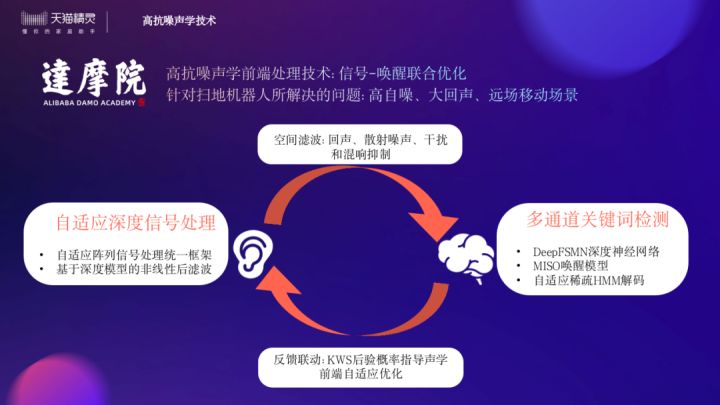 天猫精灵
懂你的家庭助手
高抗噪声学技术
達摩院
ALIBABA DAMO ACADEMY
高抗噪声学前端处理技术: 信号-唤醒联合优化
针对扫地机器人所解决的问题: 高自噪、大回声、远场移动场景
空间滤波: 回声、散射噪声、干扰
和混响抑制
自适应深度信号处理
• 自适应阵列信号处理统一框架
• 基于深度模型的非线性后滤波
多通道关键词检测
• DeepFSMN深度神经网络
• MISO唤醒模型
• 自适应稀疏HMM解码
反馈联动: KWS后验概率指导声学
前端自适应优化